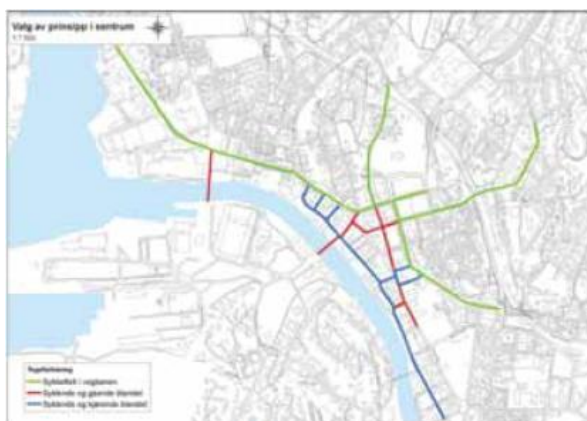 Valg av prinsipp i sentrum
Tegnforklaring
Sykkelfelt i vegbanen
Syklende og gående blandet
Syklende og kjørende blandet